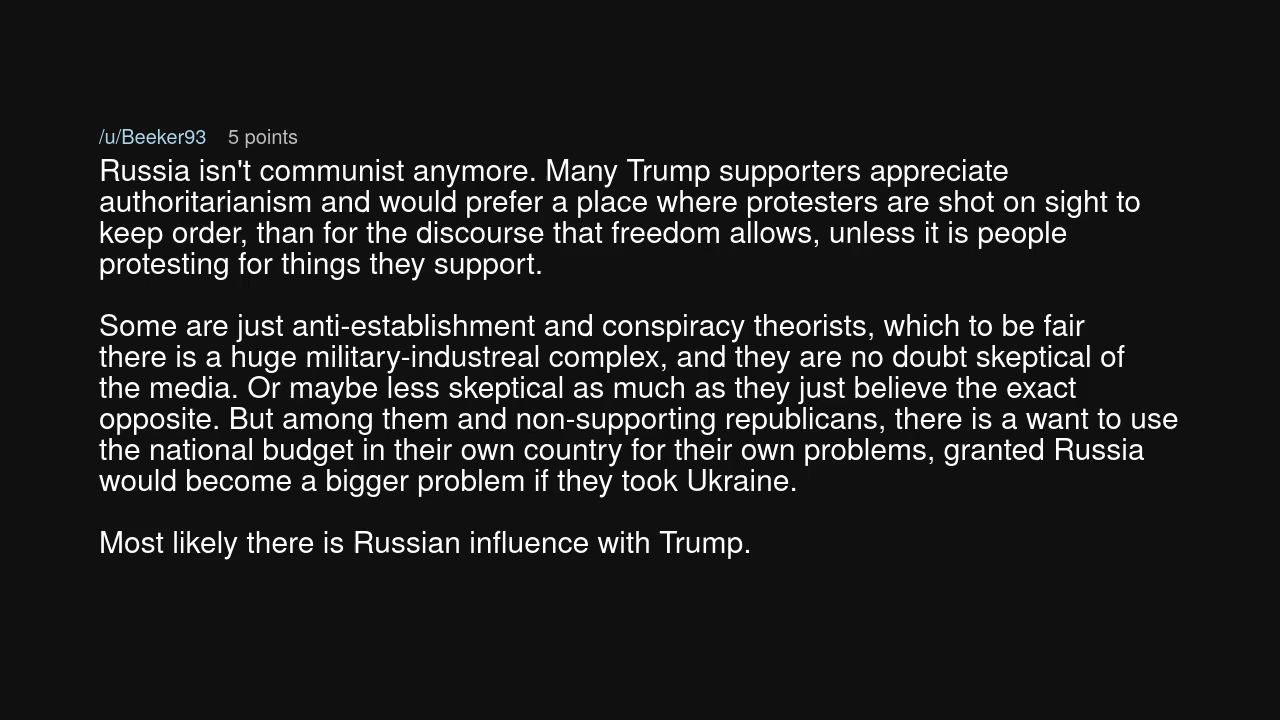 /u/Beeker93 5 points
Russia isn't communist anymore. Many Trump supporters appreciate
authoritarianism and would prefer a place where protesters are shot on sight to
keep order, than for the discourse that freedom allows, unless it is people
protesting for things they support.
Some are just anti-establishment and conspiracy theorists, which to be fair
there is a huge military-industreal complex, and they are no doubt skeptical of
the media. Or maybe less skeptical as much as they just believe the exact
opposite. But among them and non-supporting republicans, there is a want to use
the national budget in their own country for their own problems, granted Russia
would become a bigger problem if they took Ukraine.
Most likely there is Russian influence with Trump.